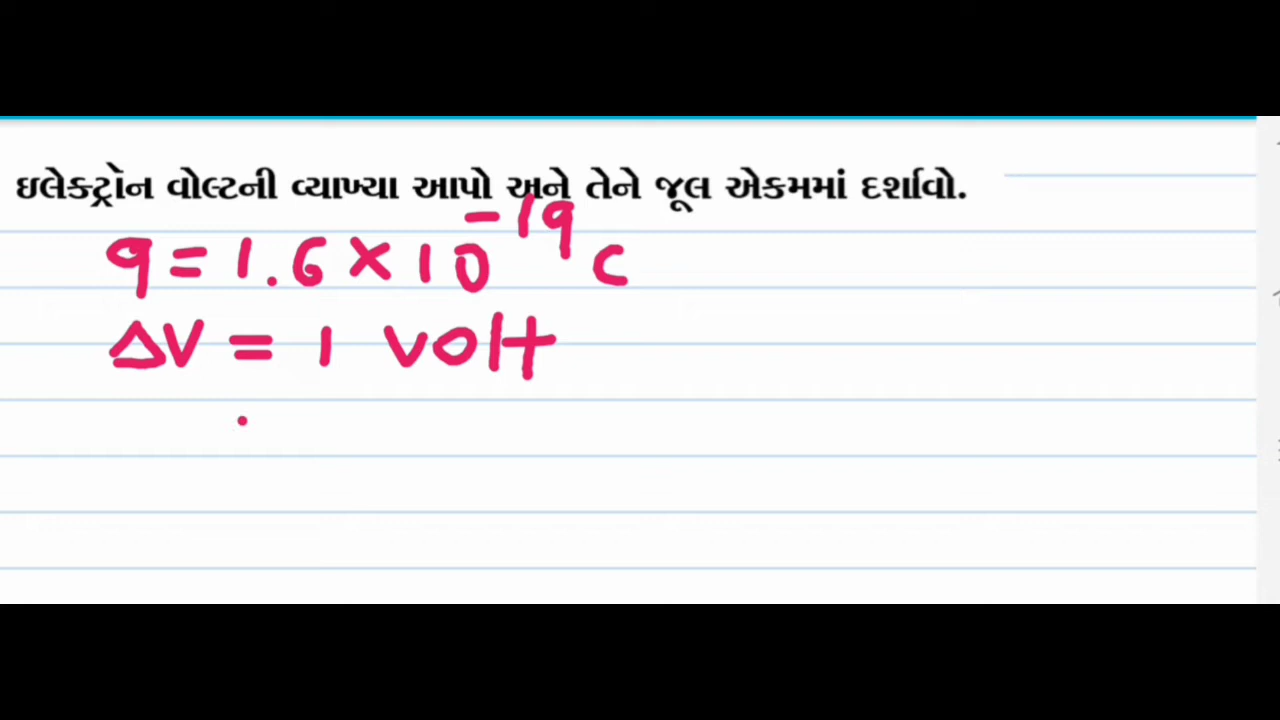 ઇલેક્ટ્રોન વોલ્ટની વ્યાખ્યા આપો અને તેને જૂલ એકમમાં દર્શાવો.
q = 1.6 × 10⁻¹⁹ C
ΔV = 1 volt